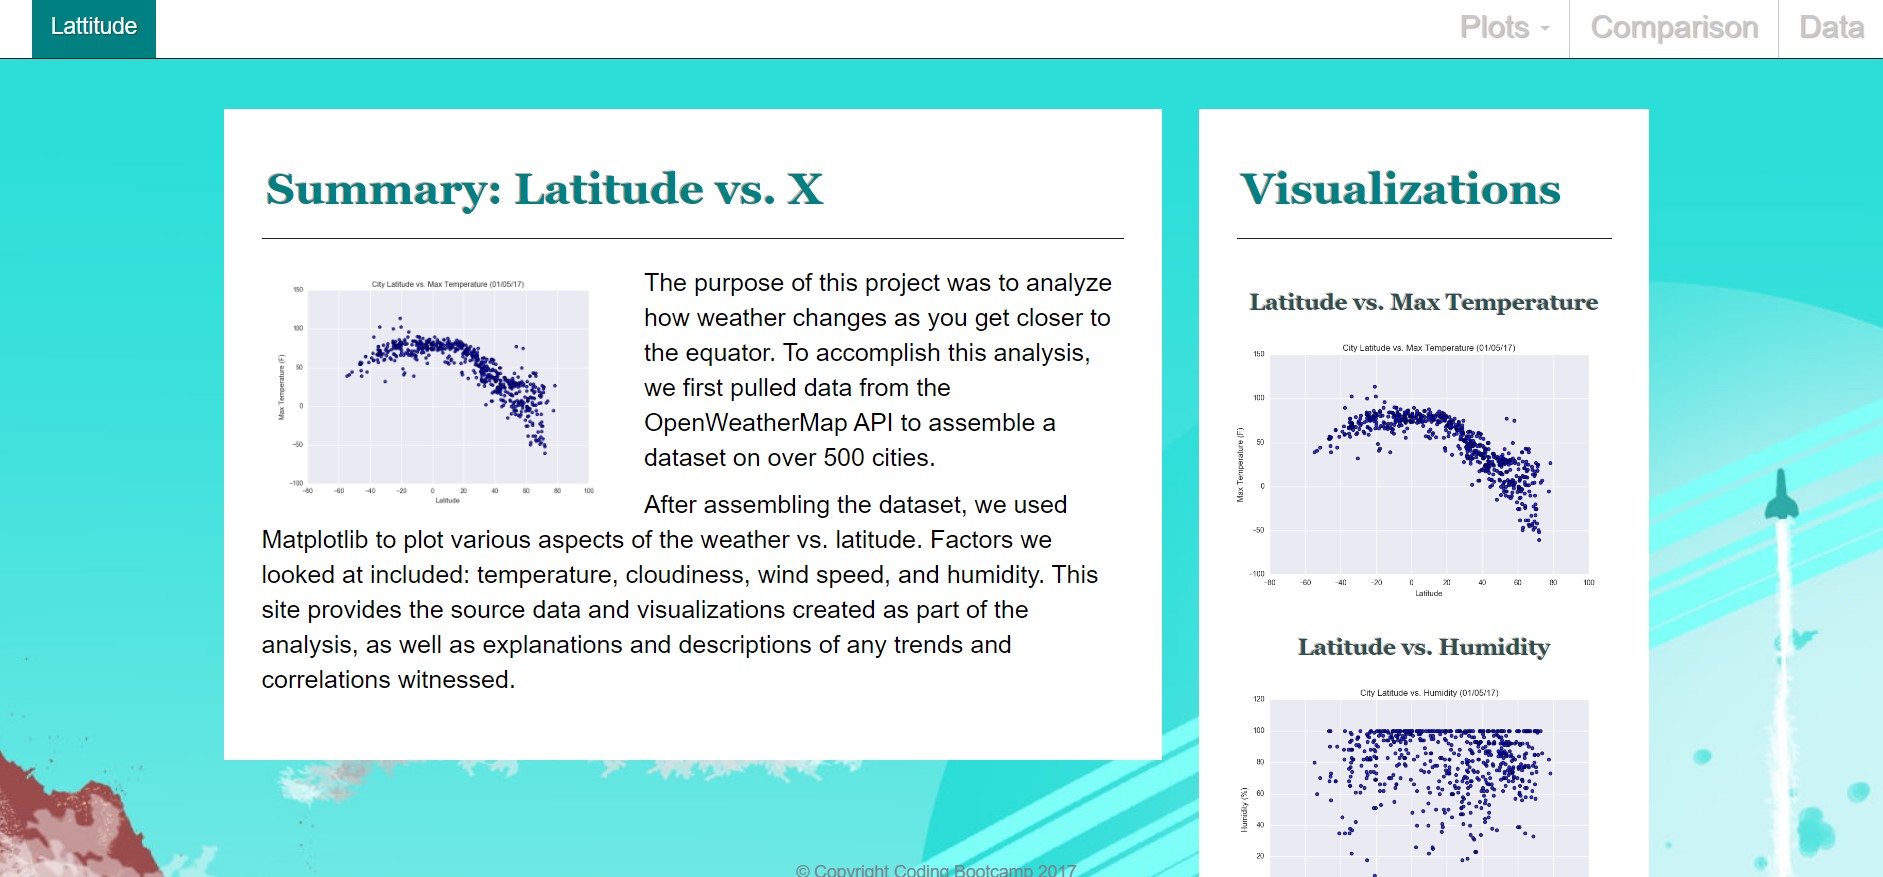 Lattitude
Plots
Comparison
Data
Summary: Latitude vs. X
City Latitude vs. Max Temperature (01/05/17)
150
100
50
0
−50
−100
Max Temperature (F)
−80 −60 −40 −20 0 20 40 60 80 100
Latitude
The purpose of this project was to analyze
how weather changes as you get closer to
the equator. To accomplish this analysis,
we first pulled data from the
OpenWeatherMap API to assemble a
dataset on over 500 cities.
After assembling the dataset, we used
Matplotlib to plot various aspects of the weather vs. latitude. Factors we
looked at included: temperature, cloudiness, wind speed, and humidity. This
site provides the source data and visualizations created as part of the
analysis, as well as explanations and descriptions of any trends and
correlations witnessed.
Visualizations
Latitude vs. Max Temperature
City Latitude vs. Max Temperature (01/05/17)
150
100
50
0
−50
−100
Max Temperature (F)
−80 −60 −40 −20 0 20 40 60 80 100
Latitude
Latitude vs. Humidity
City Latitude vs. Humidity (01/05/17)
120
100
80
60
40
20
Humidity (%)
© Copyright Coding Bootcamp 2017